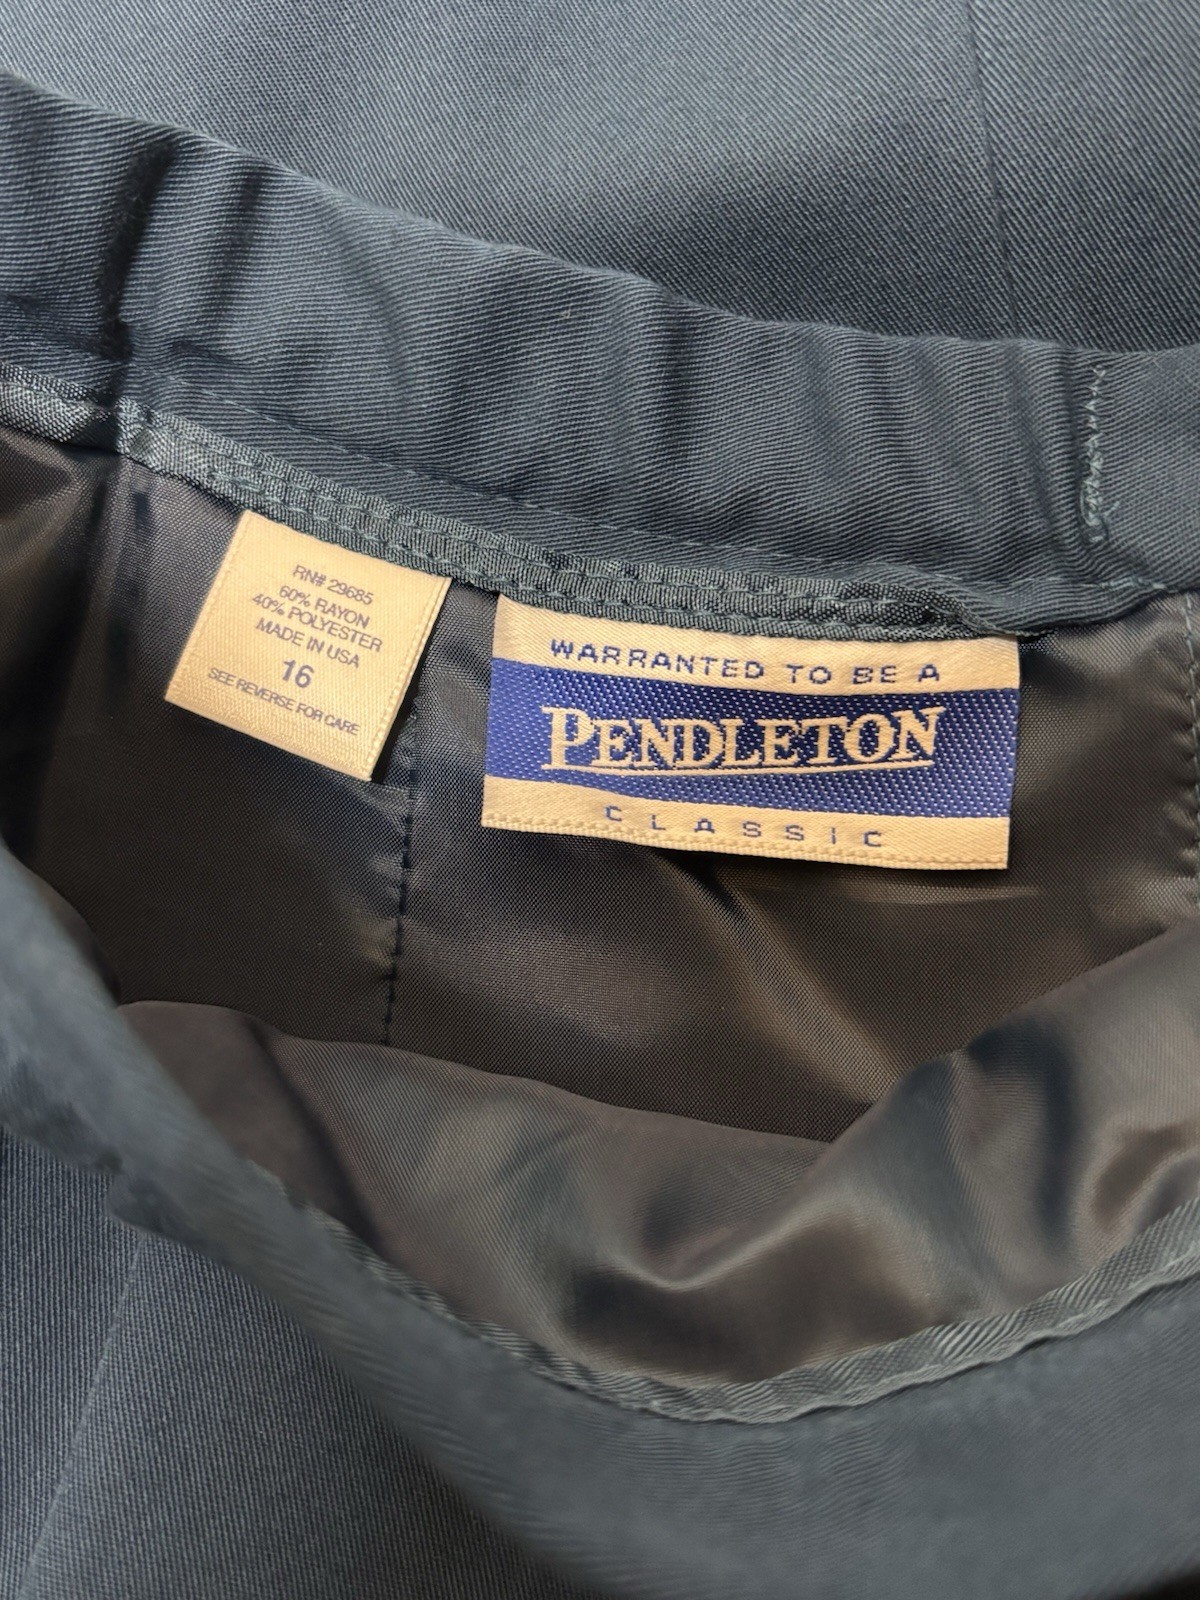 RN# 29685
60% RAYON
40% POLYESTER
MADE IN USA
16
SEE REVERSE FOR CARE
WARRANTED TO BE A
PENDLETON
CLASSIC